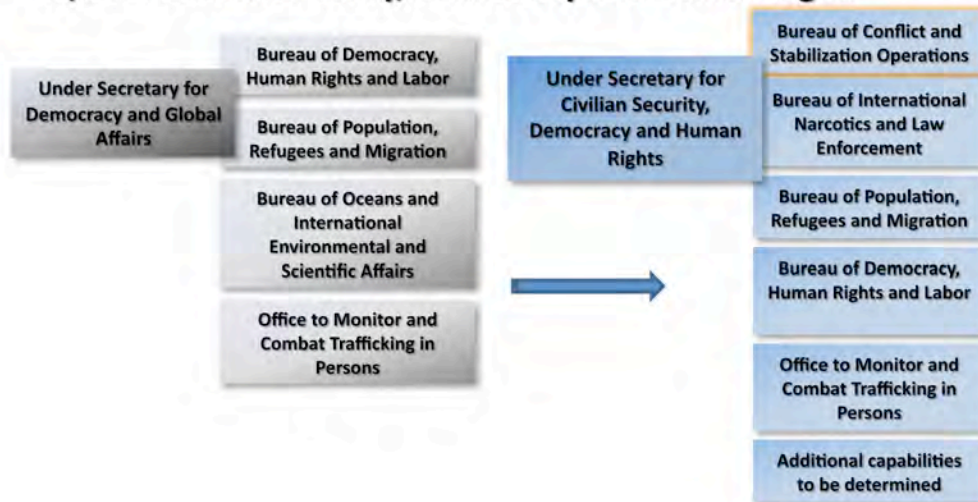 Under Secretary for
Democracy and Global
Affairs
Bureau of Democracy,
Human Rights and Labor
Bureau of Population,
Refugees and Migration
Bureau of Oceans and
International
Environmental and
Scientific Affairs
Office to Monitor and
Combat Trafficking in
Persons
Under Secretary for
Civilian Security,
Democracy and Human
Rights
Bureau of Conflict and
Stabilization Operations
Bureau of International
Narcotics and Law
Enforcement
Bureau of Population,
Refugees and Migration
Bureau of Democracy,
Human Rights and Labor
Office to Monitor and
Combat Trafficking in
Persons
Additional capabilities
to be determined